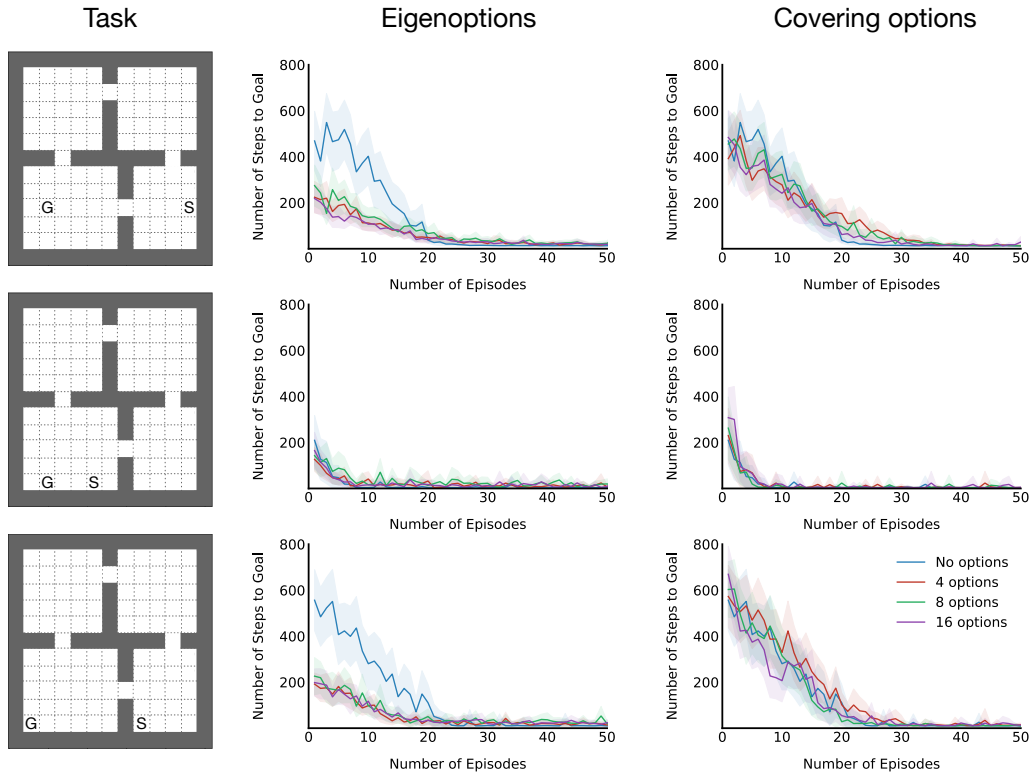 Task
Eigenoptions
Covering options
G
S
Number of Steps to Goal
800
600
400
200
0
10
20
30
40
50
Number of Episodes
Number of Steps to Goal
800
600
400
200
0
10
20
30
40
50
Number of Episodes
G
S
Number of Steps to Goal
800
600
400
200
0
10
20
30
40
50
Number of Episodes
Number of Steps to Goal
800
600
400
200
0
10
20
30
40
50
Number of Episodes
G
S
Number of Steps to Goal
800
600
400
200
0
10
20
30
40
50
Number of Episodes
Number of Steps to Goal
800
600
400
200
0
10
20
30
40
50
Number of Episodes
No options
4 options
8 options
16 options